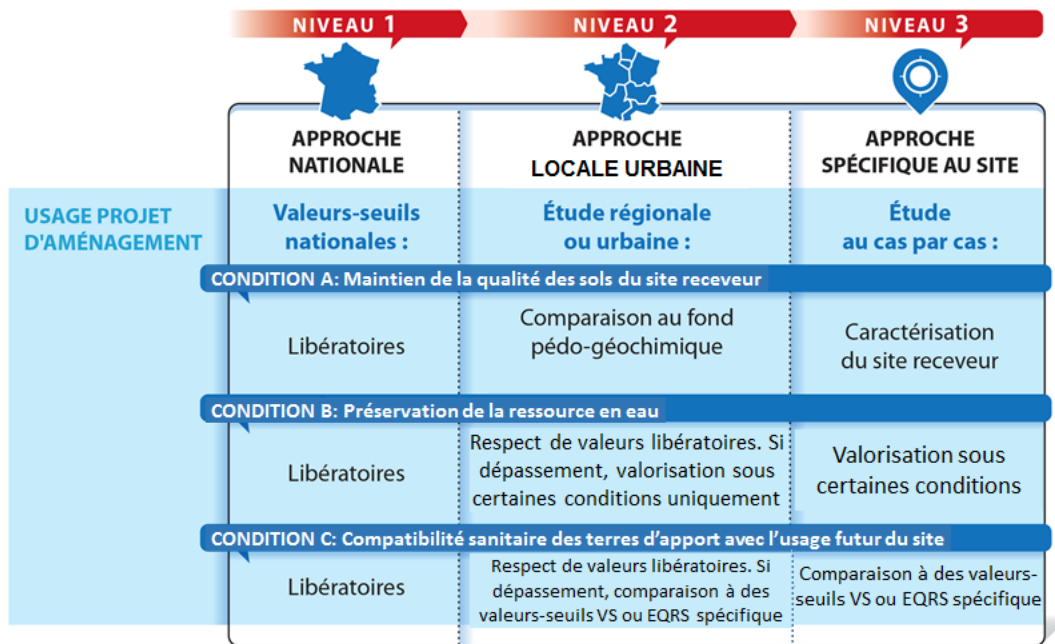 NIVEAU 1
NIVEAU 2
NIVEAU 3
APPROCHE
NATIONALE
APPROCHE
LOCALE URBAINE
APPROCHE
SPÉCIFIQUE AU SITE
USAGE PROJET
D'AMÉNAGEMENT
Valeurs-seuils
nationales :
Étude régionale
ou urbaine :
Étude
au cas par cas :
CONDITION A: Maintien de la qualité des sols du site receveur
Libératoires
Comparaison au fond
pédo-géochimique
Caractérisation
du site receveur
CONDITION B: Préservation de la ressource en eau
Libératoires
Respect de valeurs libératoires. Si
dépassement, valorisation sous
certaines conditions uniquement
Valorisation sous
certaines conditions
CONDITION C: Compatibilité sanitaire des terres d'apport avec l'usage futur du site
Libératoires
Respect de valeurs libératoires. Si
dépassement, comparaison à des
valeurs-seuils VS ou EQRS spécifique
Comparaison à des valeurs-
seuils VS ou EQRS spécifique